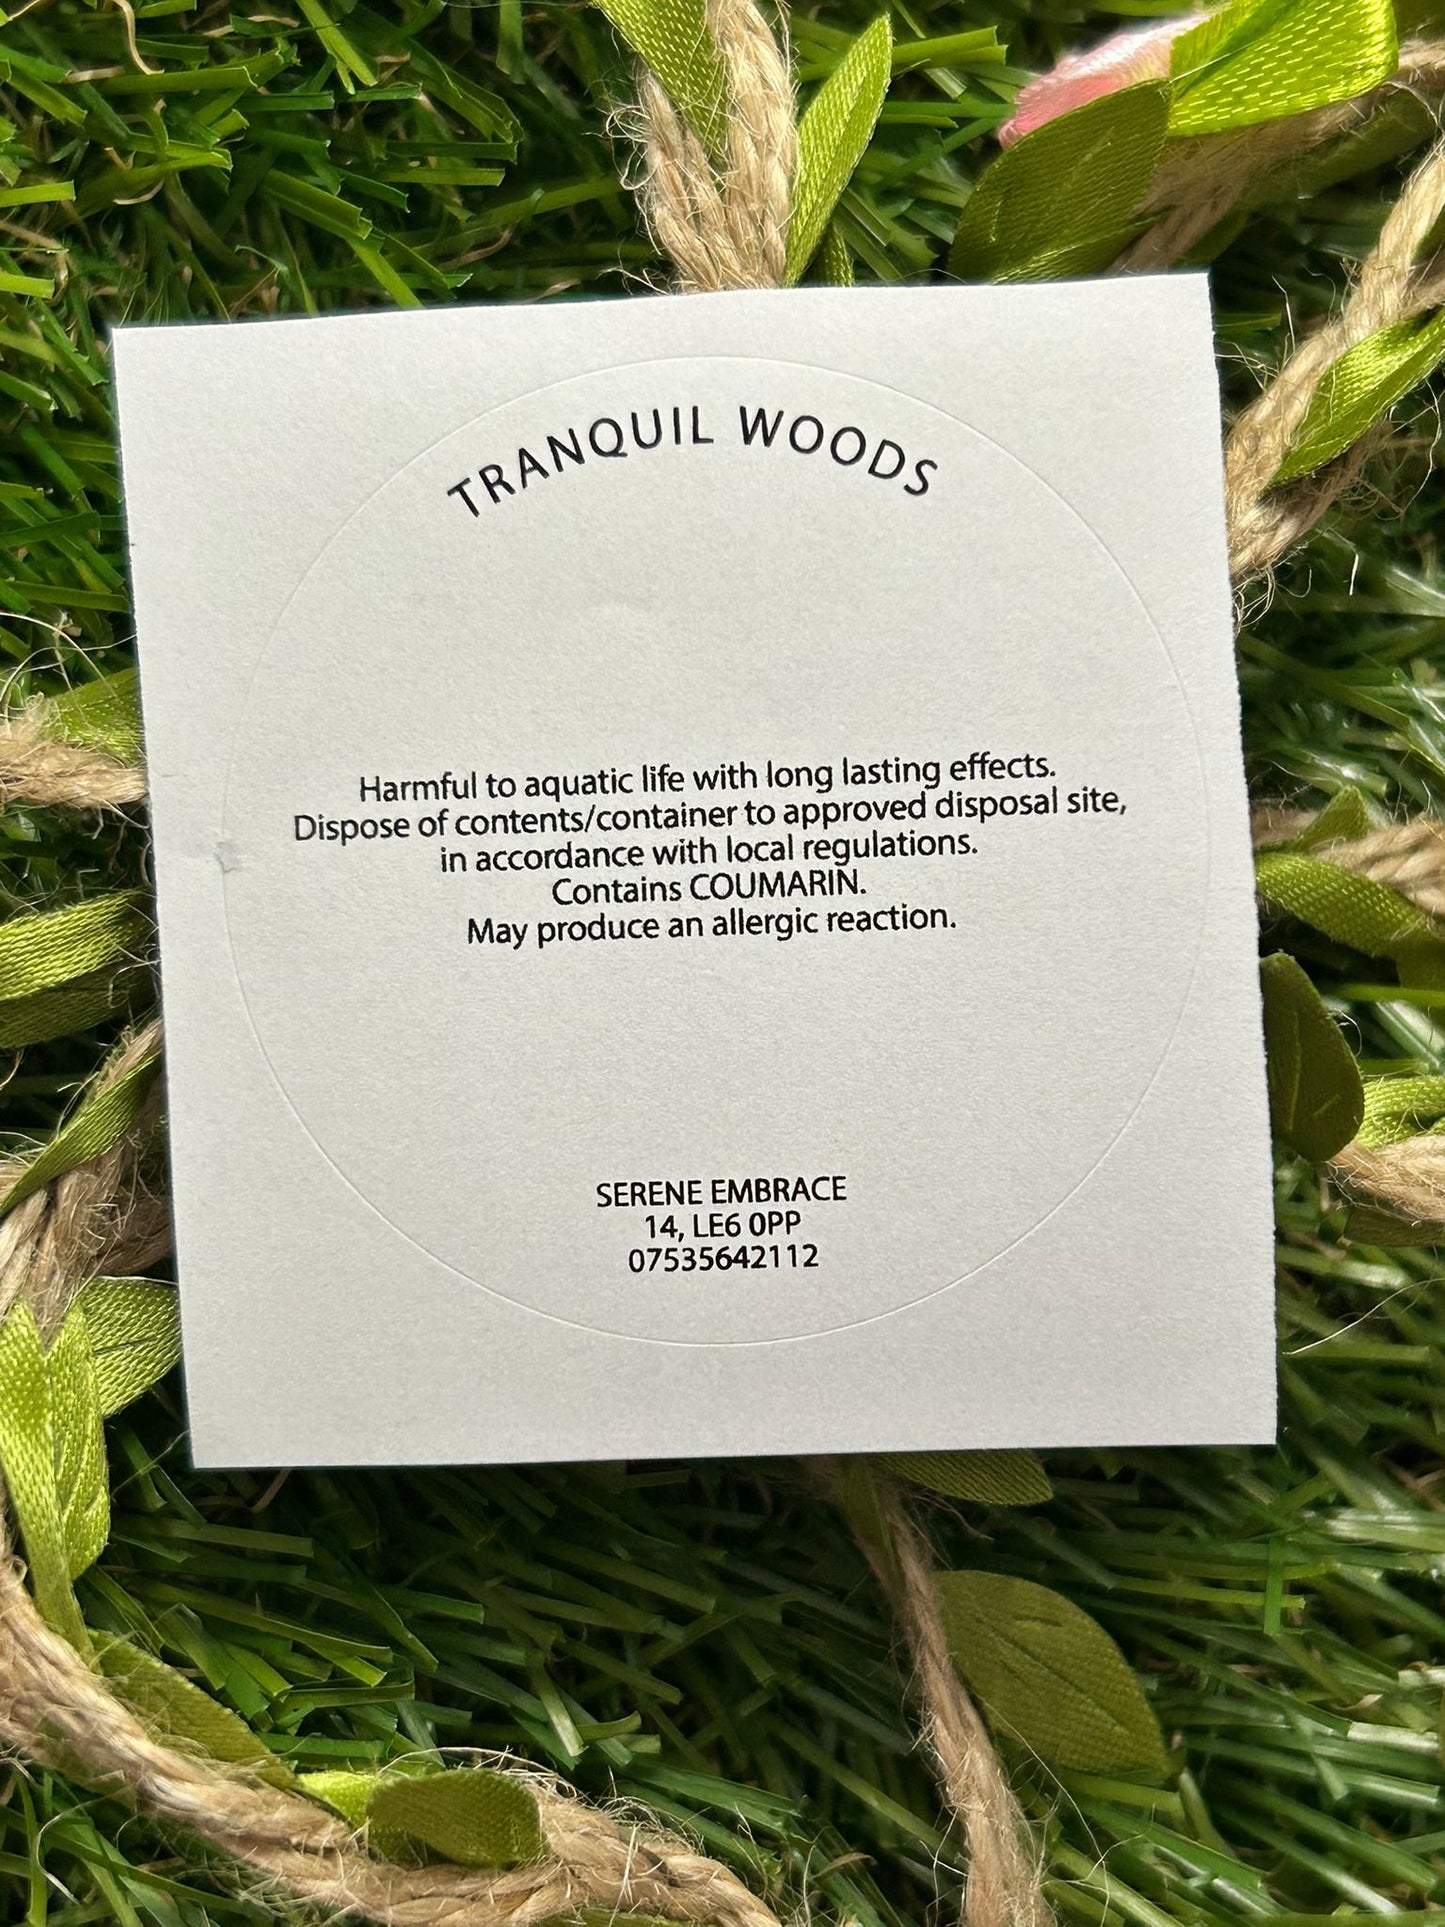 TRANQUIL WOODS
Harmful to aquatic life with long lasting effects.
Dispose of contents/container to approved disposal site,
in accordance with local regulations.
Contains COUMARIN.
May produce an allergic reaction.
SERENE EMBRACE
14, LE6 0PP
07535642112